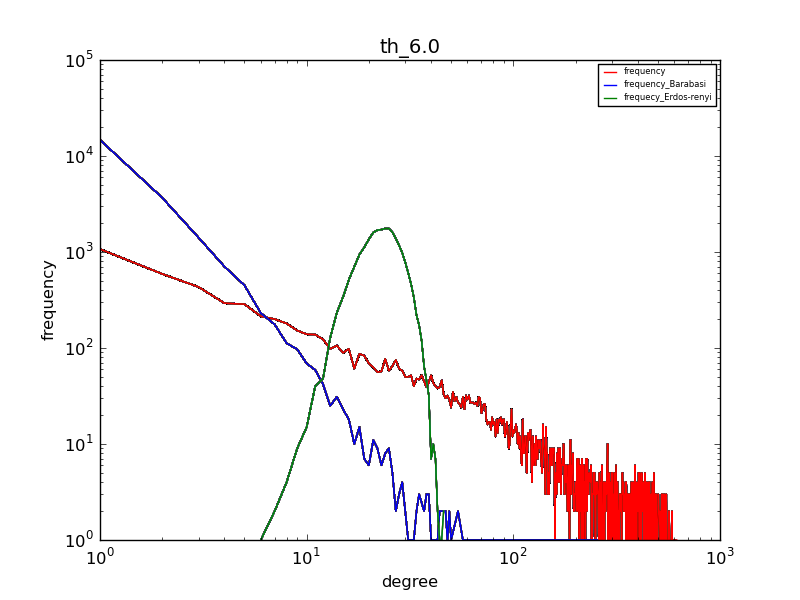 th_6.0
frequency
frequency_Barabasi
frequecy_Erdos-renyi
10^5
10^4
10^3
10^2
10^1
10^0
frequency
10^0 10^1 10^2 10^3
degree